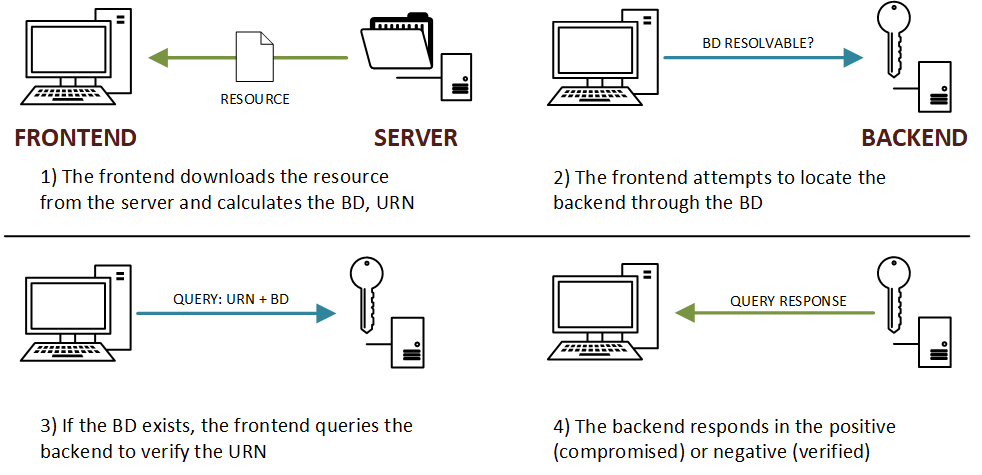 RESOURCE
FRONTEND
SERVER
1) The frontend downloads the resource
from the server and calculates the BD, URN
BD RESOLVABLE?
BACKEND
2) The frontend attempts to locate the
backend through the BD
QUERY: URN + BD
3) If the BD exists, the frontend queries the
backend to verify the URN
QUERY RESPONSE
4) The backend responds in the positive
(compromised) or negative (verified)